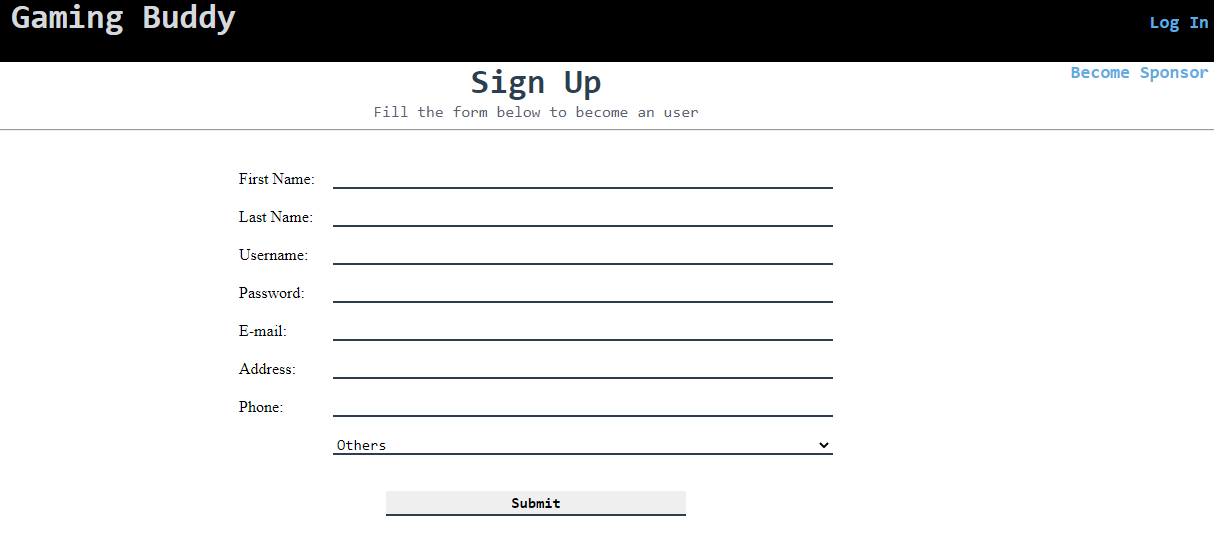 Gaming Buddy
Log In
Become Sponsor
Sign Up
Fill the form below to become an user
First Name:
Last Name:
Username:
Password:
E-mail:
Address:
Phone:
Others
Submit